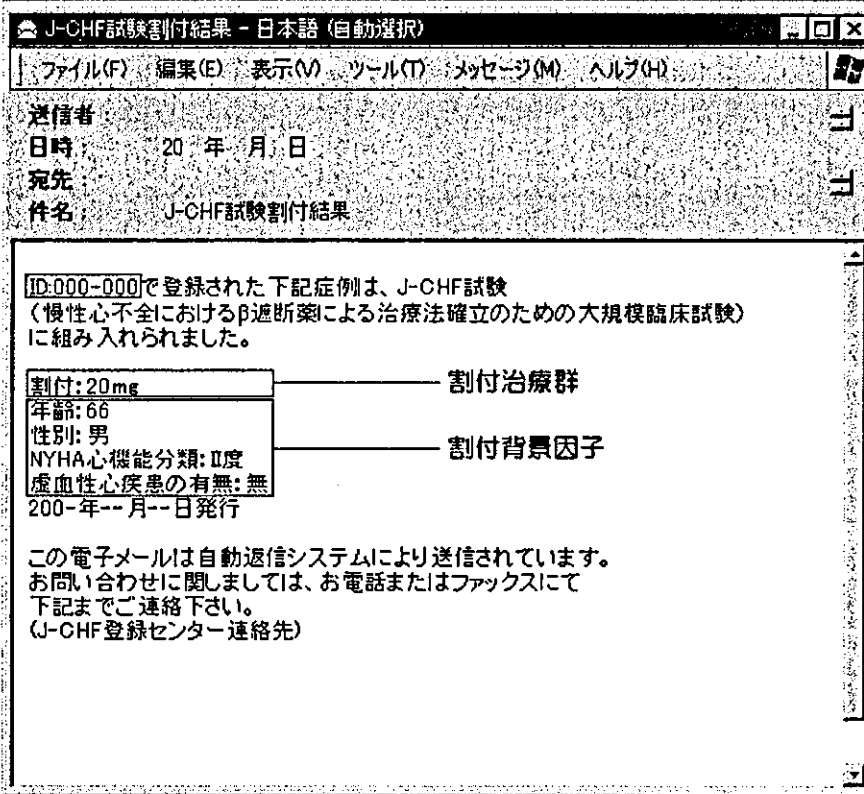 J-CHF試験割付結果 - 日本語 (自動選択)
ファイル(F) 編集(E) 表示(V) ツール(T) メッセージ(M) ヘルプ(H)
送信者:
日時: 20 年 月 日
宛先:
件名: J-CHF試験割付結果
ID:000-000で登録された下記症例は、J-CHF試験
(慢性心不全におけるβ遮断薬による治療法確立のための大規模臨床試験)
に組み入れられました。
割付:20mg 割付治療群
年齢:66
性別:男
NYHA心機能分類:Ⅱ度 割付背景因子
虚血性心疾患の有無:無
200-年--月--日発行
この電子メールは自動返信システムにより送信されています。
お問い合わせに関しましては、お電話またはファックスにて
下記までご連絡下さい。
(J-CHF登録センター連絡先)